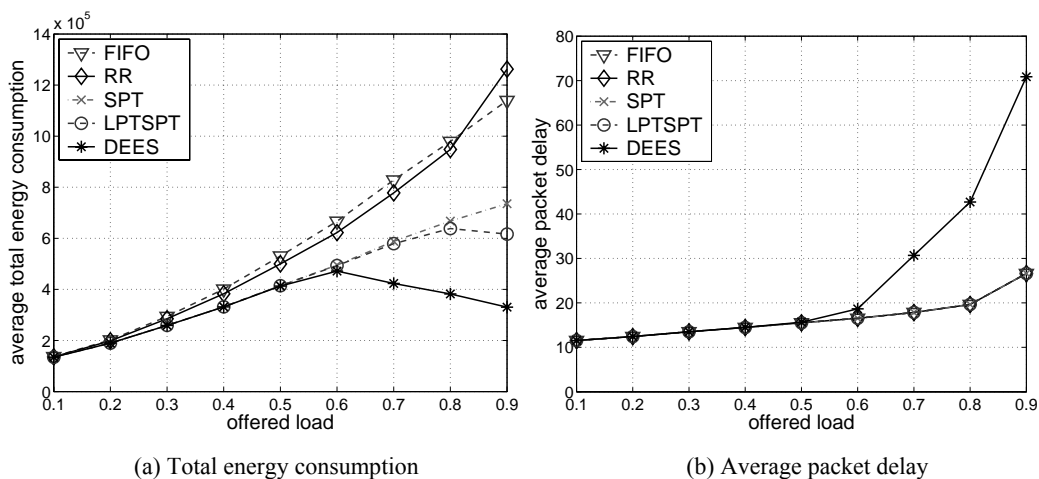 × 10⁵
14
12
10
8
6
4
2
0
average total energy consumption
FIFO
RR
SPT
LPTSPT
DEES
0.1 0.2 0.3 0.4 0.5 0.6 0.7 0.8 0.9
offered load
(a) Total energy consumption
80
70
60
50
40
30
20
10
0
average packet delay
FIFO
RR
SPT
LPTSPT
DEES
0.1 0.2 0.3 0.4 0.5 0.6 0.7 0.8 0.9
offered load
(b) Average packet delay